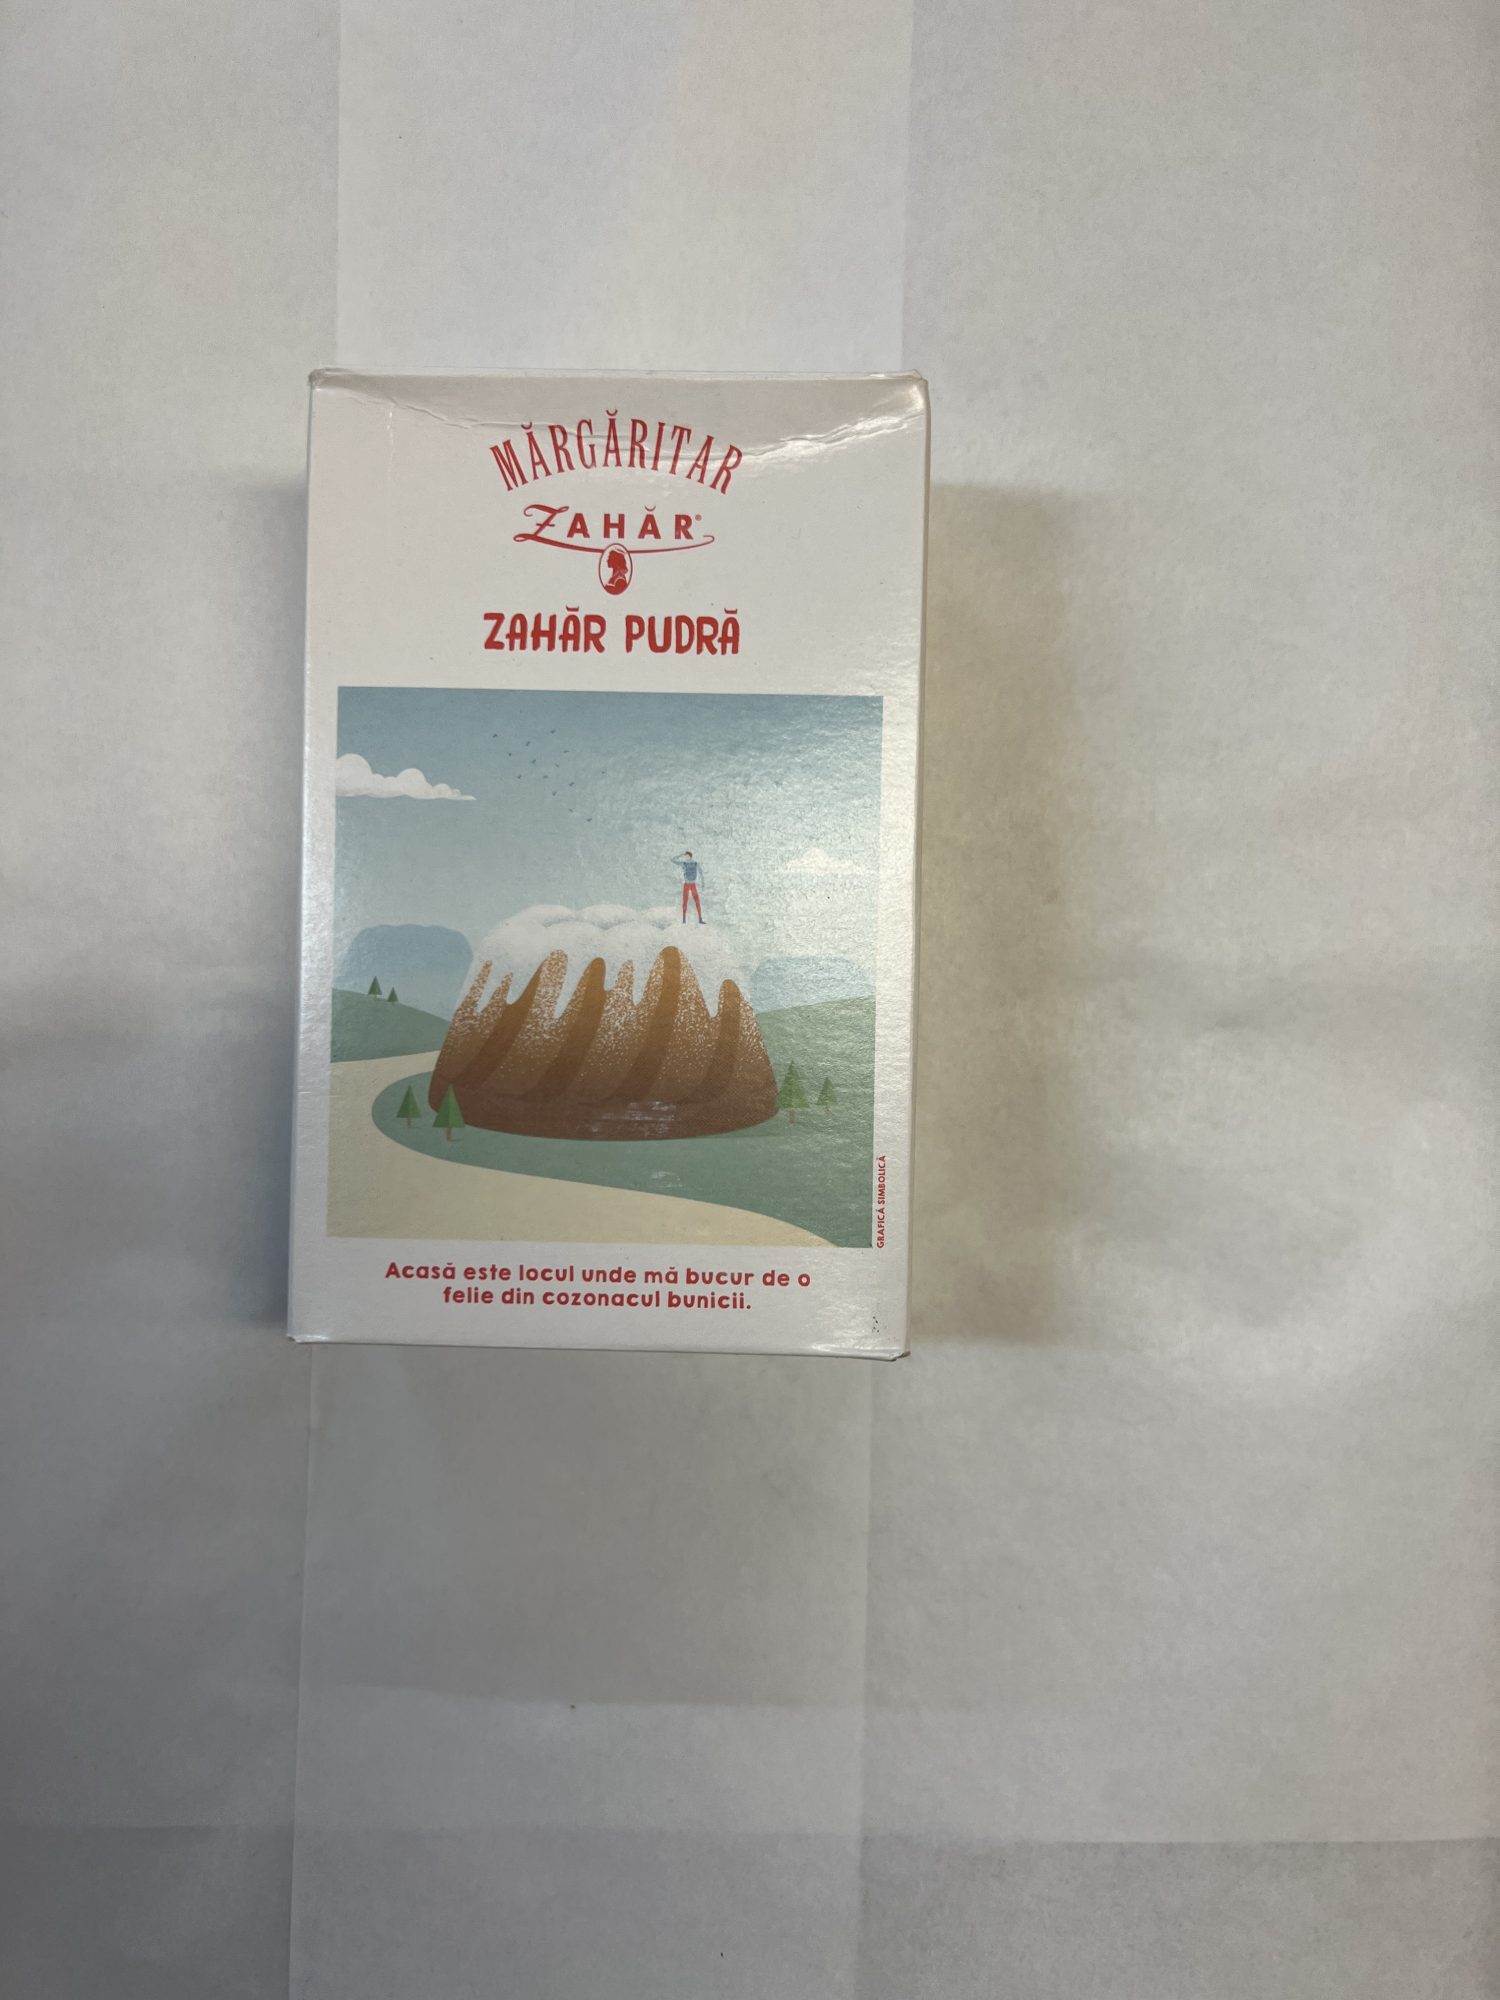 MĂRGĂRITAR
ZAHĂR®
ZAHĂR PUDRĂ
GRAFICĂ SIMBOLICĂ
Acasă este locul unde mă bucur de o
felie din cozonacul bunicii.